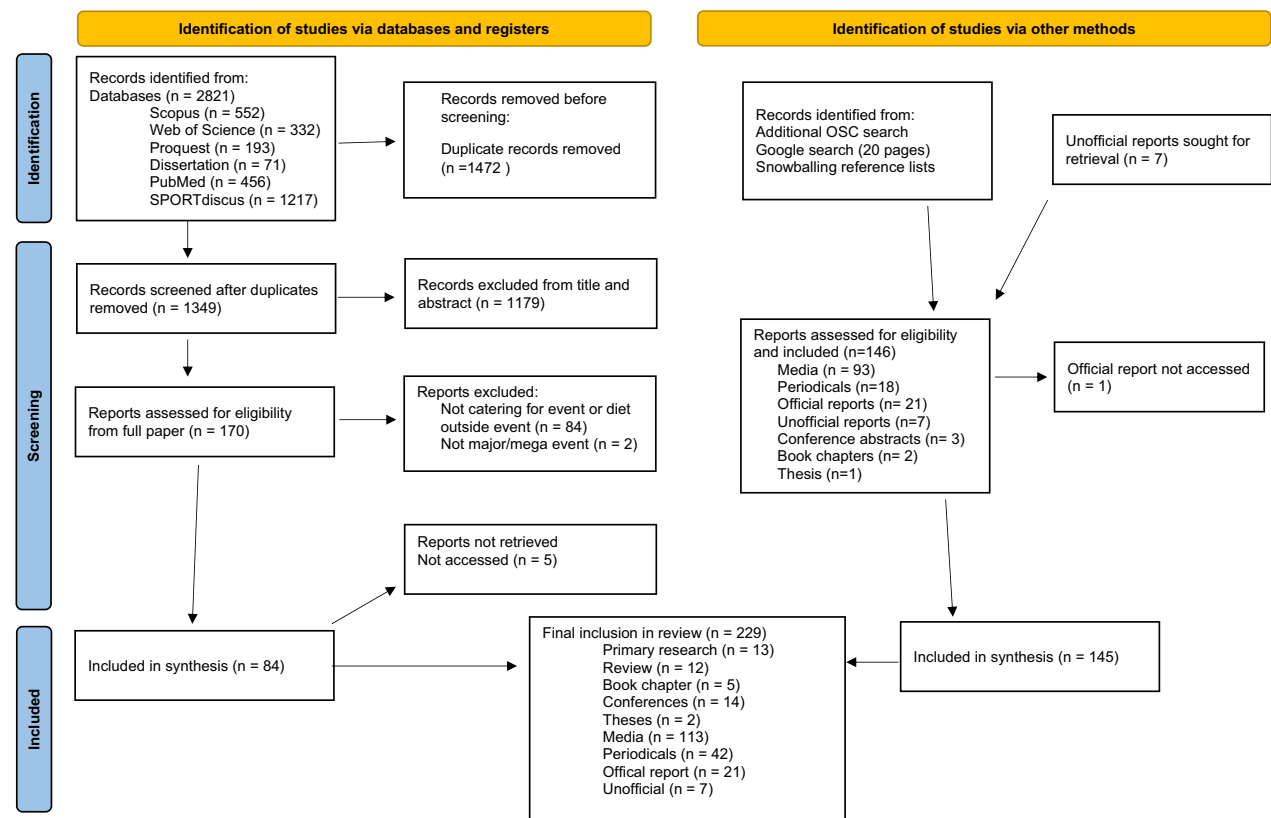 Identification of studies via databases and registers
Identification of studies via other methods
Identification
Records identified from:
Databases (n = 2821)
Scopus (n = 552)
Web of Science (n = 332)
Proquest (n = 193)
Dissertation (n = 71)
PubMed (n = 456)
SPORTdiscus (n = 1217)
Records removed before
screening:
Duplicate records removed
(n =1472 )
Records identified from:
Additional OSC search
Google search (20 pages)
Snowballing reference lists
Unofficial reports sought for
retrieval (n = 7)
Screening
Records screened after duplicates
removed (n = 1349)
Records excluded from title and
abstract (n = 1179)
Reports assessed for eligibility
from full paper (n = 170)
Reports excluded:
Not catering for event or diet
outside event (n = 84)
Not major/mega event (n = 2)
Reports not retrieved
Not accessed (n = 5)
Reports assessed for eligibility
and included (n=146)
Media (n = 93)
Periodicals (n=18)
Official reports (n= 21)
Unofficial reports (n=7)
Conference abstracts (n= 3)
Book chapters (n= 2)
Thesis (n=1)
Official report not accessed
(n = 1)
Included
Included in synthesis (n = 84)
Final inclusion in review (n = 229)
Primary research (n = 13)
Review (n = 12)
Book chapter (n = 5)
Conferences (n = 14)
Theses (n = 2)
Media (n = 113)
Periodicals (n = 42)
Offical report (n = 21)
Unofficial (n = 7)
Included in synthesis (n = 145)